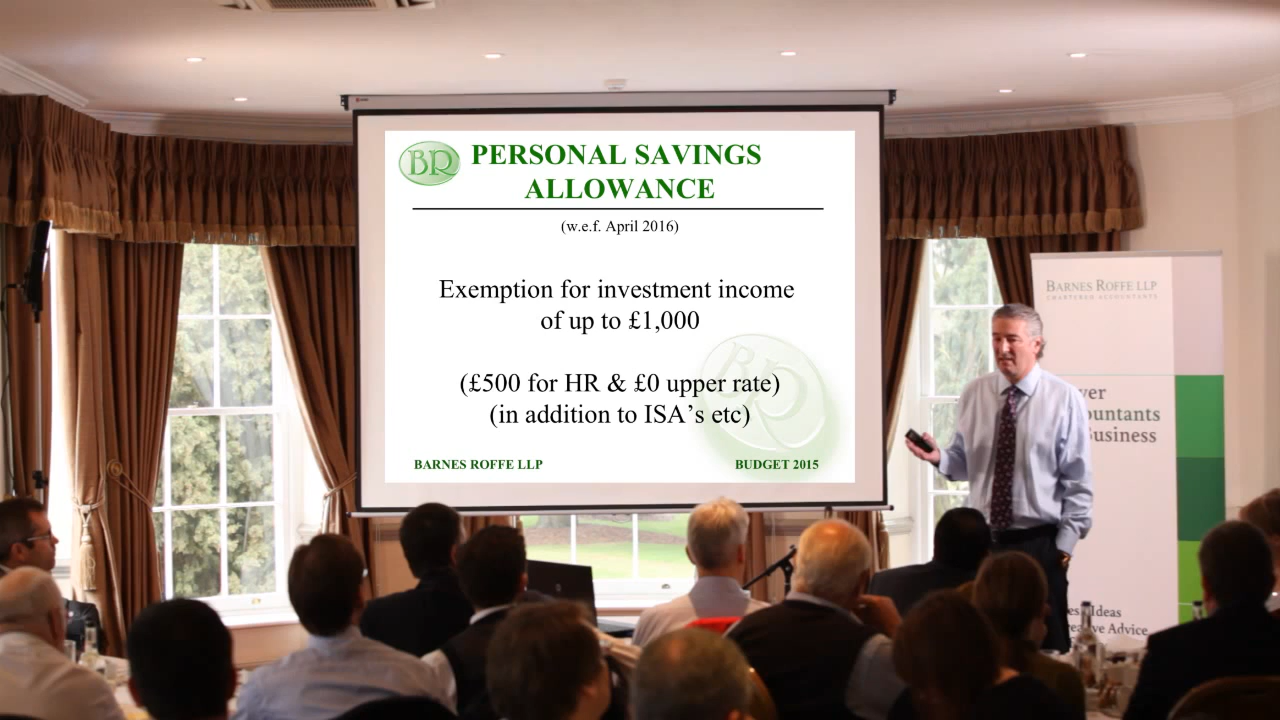 BR PERSONAL SAVINGS
ALLOWANCE
(w.e.f. April 2016)
Exemption for investment income
of up to £1,000
(£500 for HR & £0 upper rate)
(in addition to ISA’s etc)
BR
BARNES ROFFE LLP BUDGET 2015
BARNES ROFFE LLP
CHARTERED ACCOUNTANTS
Ideas
Advice